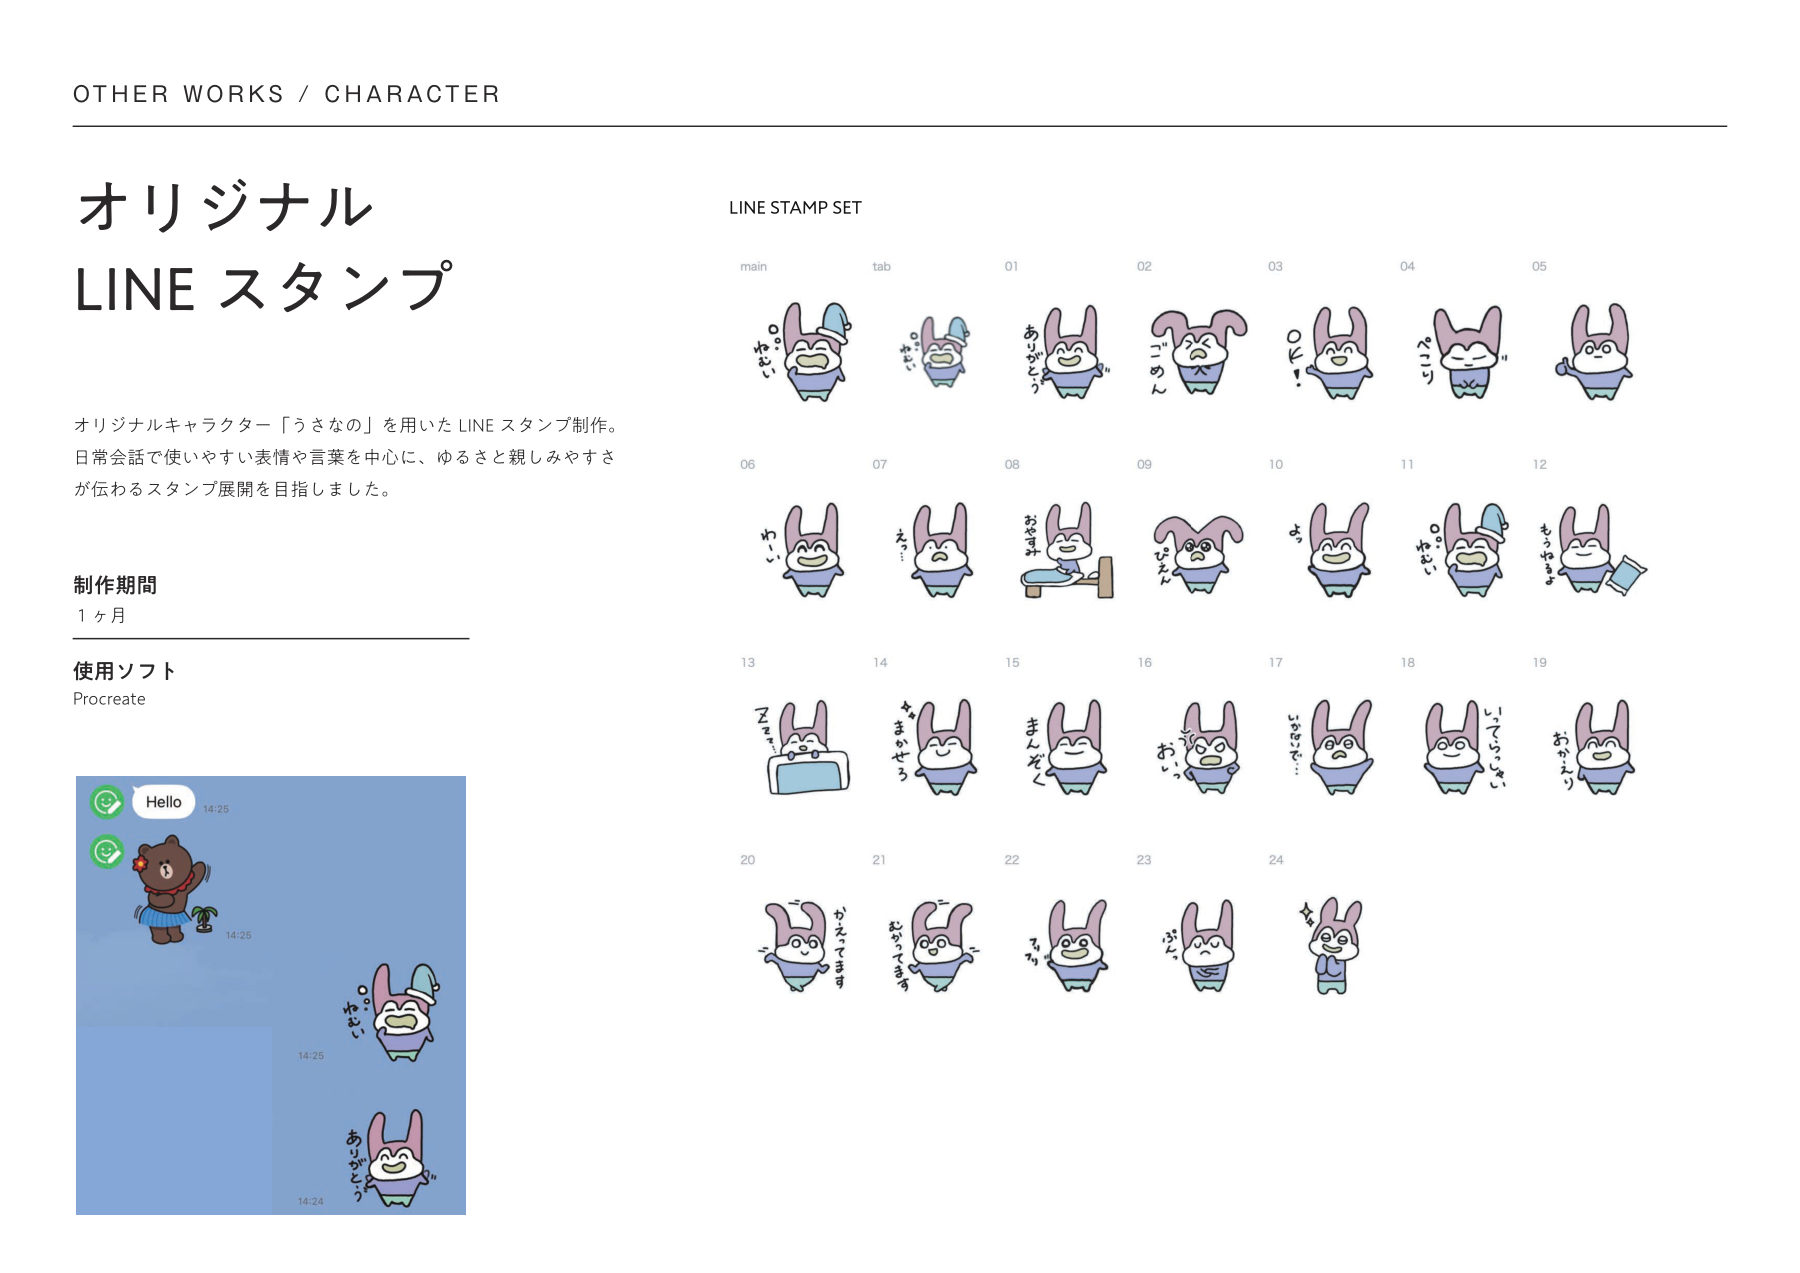 OTHER WORKS / CHARACTER
オリジナル
LINE スタンプ
オリジナルキャラクター「うさなの」を用いた LINE スタンプ制作。
日常会話で使いやすい表情や言葉を中心に、ゆるさと親しみやすさ
が伝わるスタンプ展開を目指しました。
制作期間
1 ヶ月
使用ソフト
Procreate
Hello
14:25
14:25
ねむい
14:25
ありがとう
14:24
LINE STAMP SET
main
tab
01
02
03
04
05
ねむい
ねむい
ありがとう
ごめん
OK!
ぺこり
06
07
08
09
10
11
12
わーい
えっ…
おやすみ
ぴえん
よっ
ねむい
もうねるよ
13
14
15
16
17
18
19
Zzzz…
まかせろ
まんぞく
おいっ
いかないで…
いってらっしゃい
おかえり
20
21
22
23
24
かえってます
むかってます
フリフリ
ぷんっ